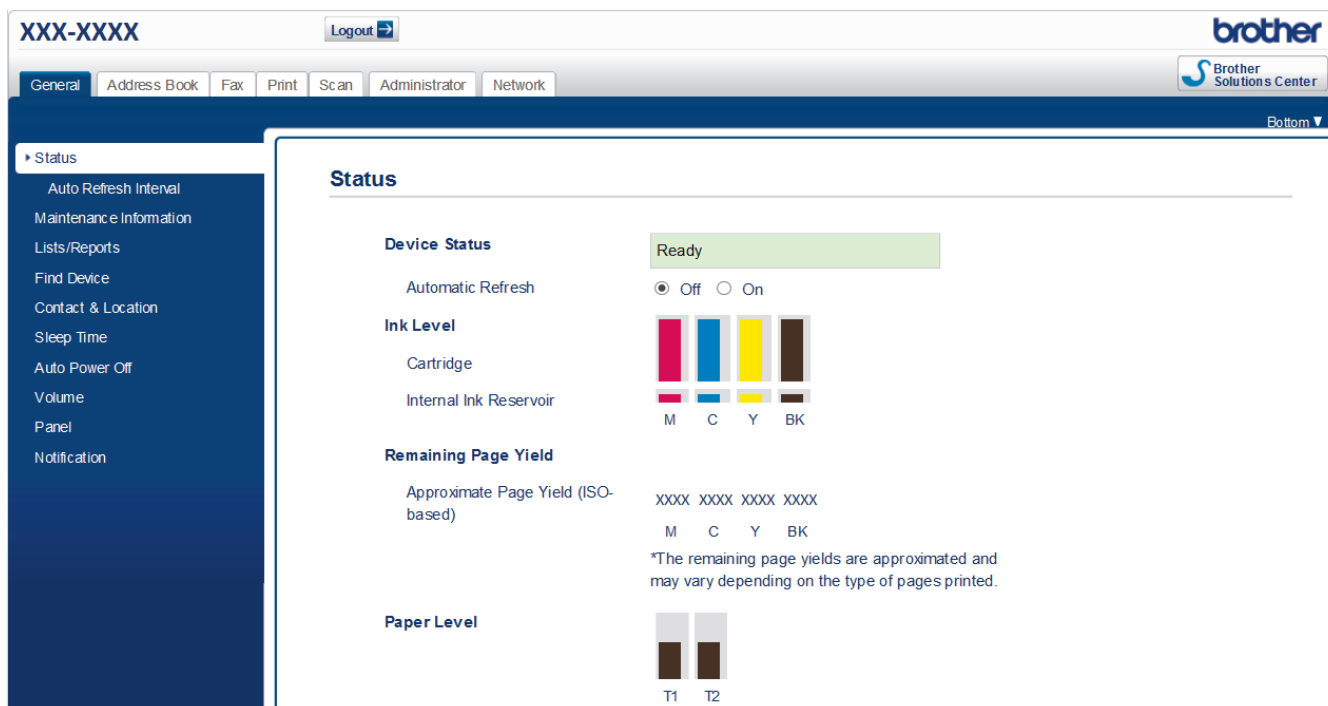 XXX-XXXX
Logout
brother
General Address Book Fax Print Scan Administrator Network
Brother
Solutions Center
Bottom ▼
Status
Auto Refresh Interval
Maintenance Information
Lists/Reports
Find Device
Contact & Location
Sleep Time
Auto Power Off
Volume
Panel
Notification
Status
Device Status Ready
Automatic Refresh Off On
Ink Level
Cartridge
Internal Ink Reservoir
M C Y BK
Remaining Page Yield
Approximate Page Yield (ISO-
based)
XXXX XXXX XXXX XXXX
M C Y BK
*The remaining page yields are approximated and
may vary depending on the type of pages printed.
Paper Level
T1 T2